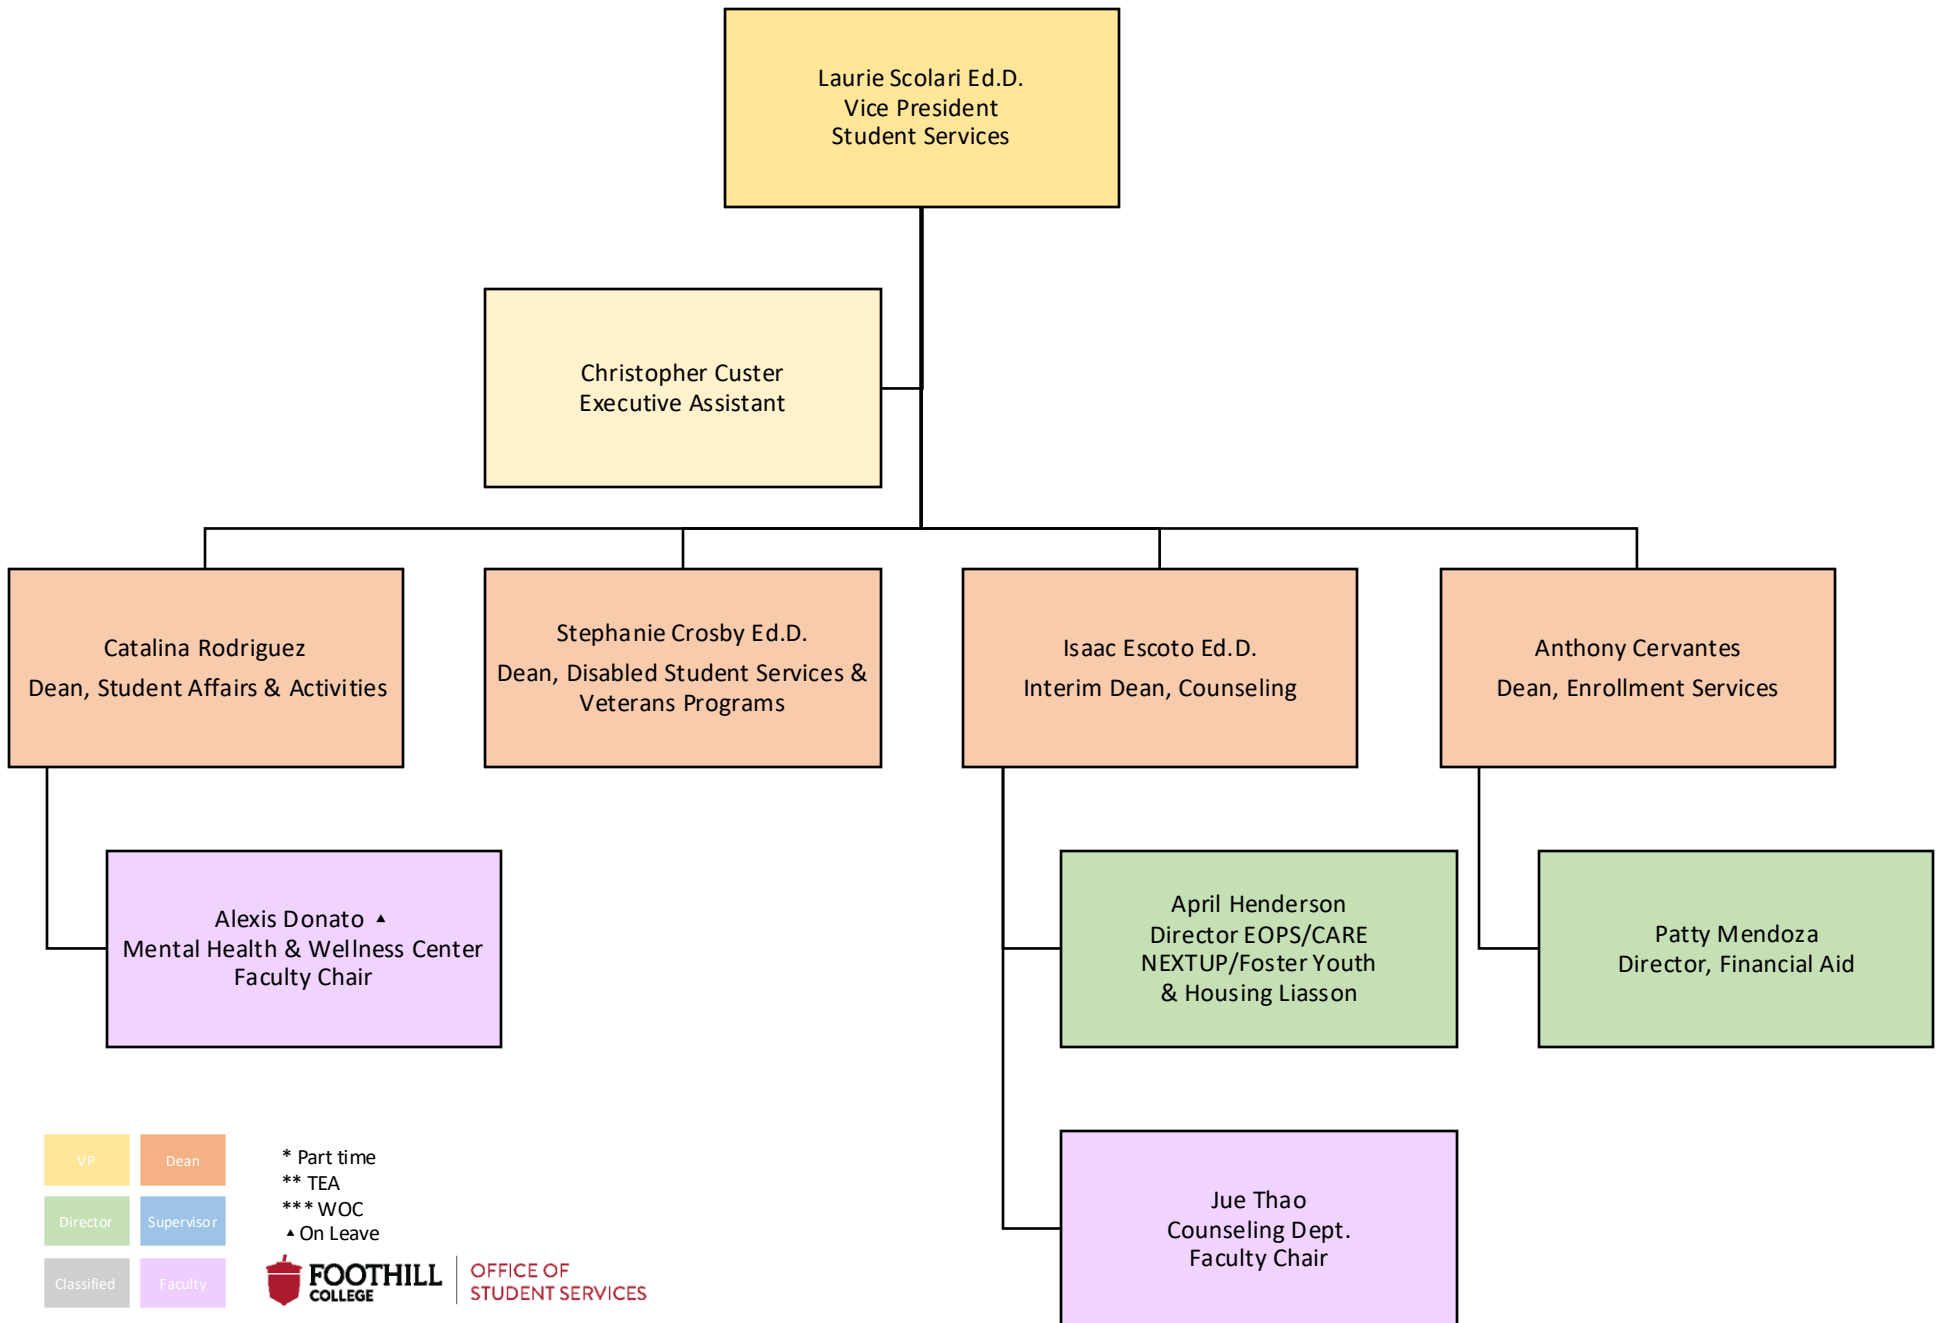 Laurie Scolari Ed.D.
Vice President
Student Services
Christopher Custer
Executive Assistant
Catalina Rodriguez
Dean, Student Affairs & Activities
Stephanie Crosby Ed.D.
Dean, Disabled Student Services &
Veterans Programs
Isaac Escoto Ed.D.
Interim Dean, Counseling
Anthony Cervantes
Dean, Enrollment Services
Alexis Donato ▲
Mental Health & Wellness Center
Faculty Chair
April Henderson
Director EOPS/CARE
NEXTUP/Foster Youth
& Housing Liasson
Patty Mendoza
Director, Financial Aid
Jue Thao
Counseling Dept.
Faculty Chair
VP
Dean
Director
Supervisor
Classified
Faculty
* Part time
** TEA
*** WOC
▲ On Leave
FOOTHILL
COLLEGE
OFFICE OF
STUDENT SERVICES